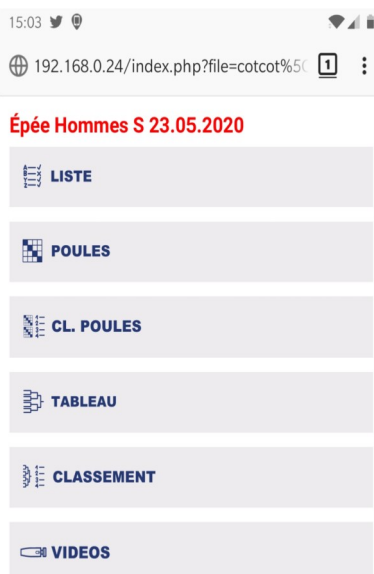 15:03
192.168.0.24/index.php?file=cotcot%5 1
Épée Hommes S 23.05.2020
LISTE
POULES
CL. POULES
TABLEAU
CLASSEMENT
VIDEOS